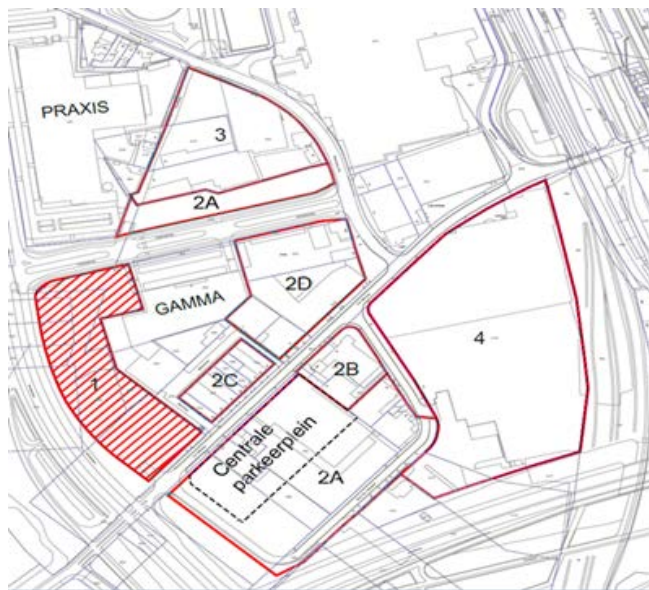 PRAXIS
3
2A
2D
GAMMA
4
1
2C
2B
Centrale
parkeerplein
2A